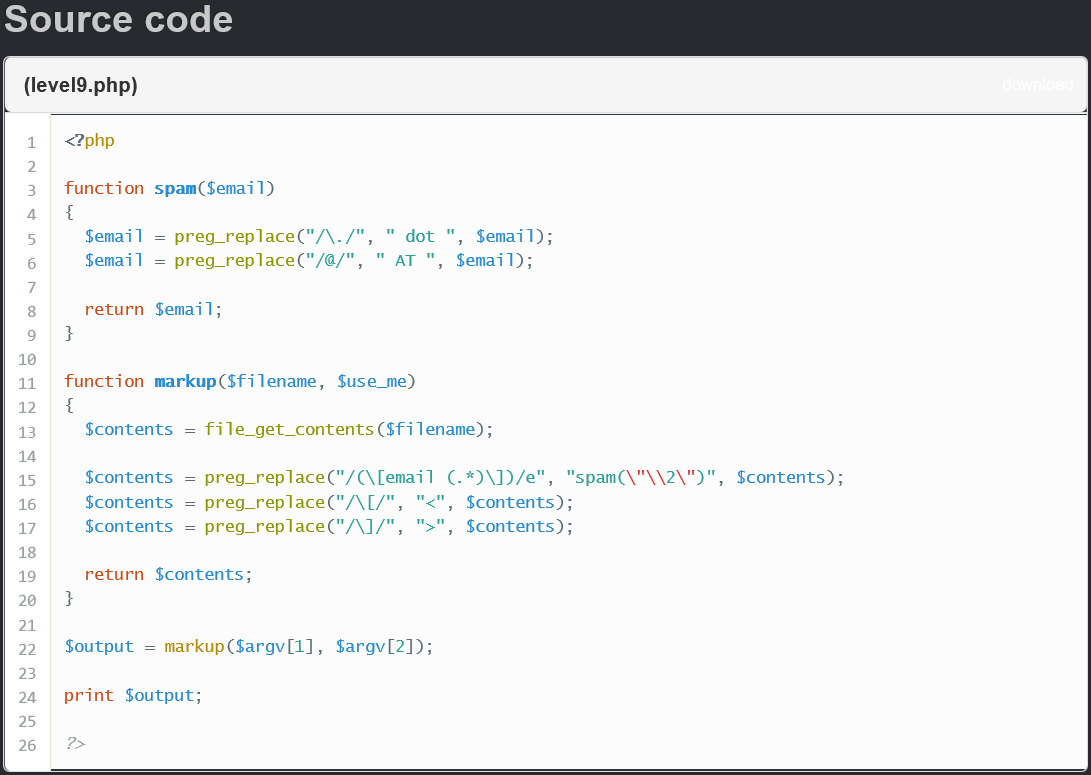 Source code
(level9.php)
download
1 <?php
2
3 function spam($email)
4 {
5   $email = preg_replace("/\./", " dot ", $email);
6   $email = preg_replace("/@/", " AT ", $email);
7
8   return $email;
9 }
10
11 function markup($filename, $use_me)
12 {
13   $contents = file_get_contents($filename);
14
15   $contents = preg_replace("/(\[email (.*)\])/e", "spam(\"\\2\")", $contents);
16   $contents = preg_replace("/\[/", "<", $contents);
17   $contents = preg_replace("/\]/", ">", $contents);
18
19   return $contents;
20 }
21
22 $output = markup($argv[1], $argv[2]);
23
24 print $output;
25
26 ?>